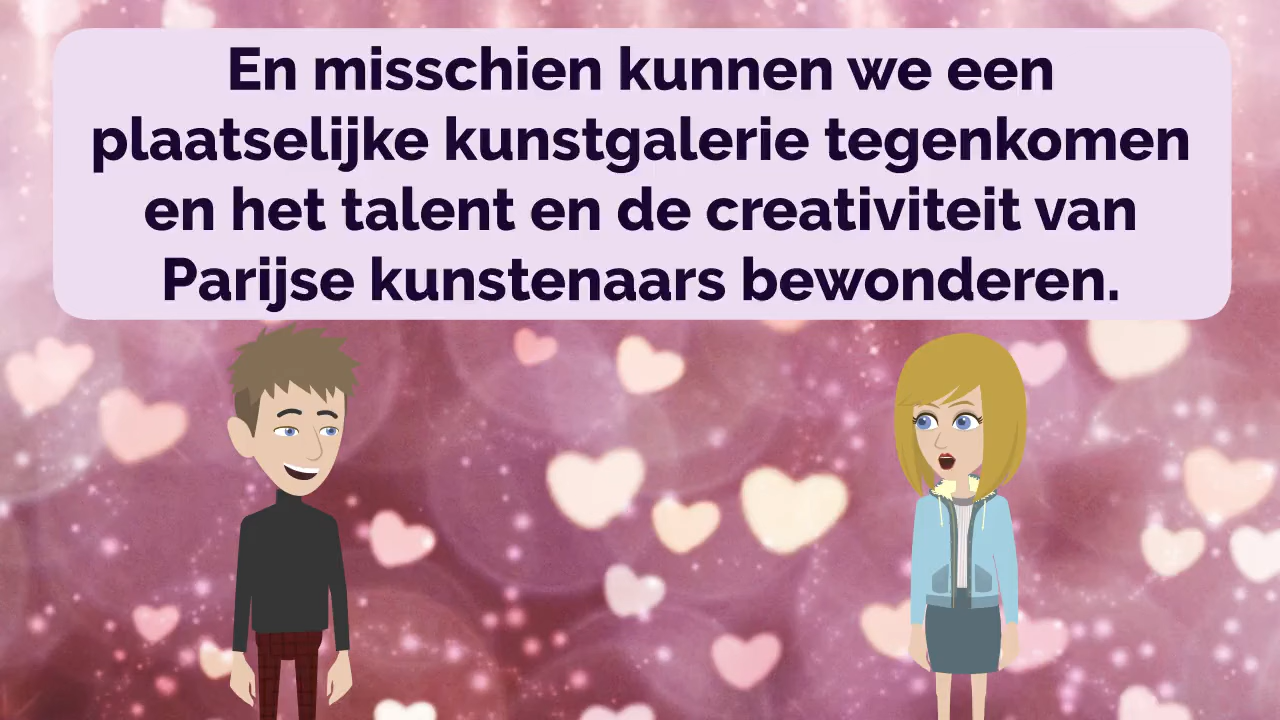 En misschien kunnen we een
plaatselijke kunstgalerie tegenkomen
en het talent en de creativiteit van
Parijse kunstenaars bewonderen.